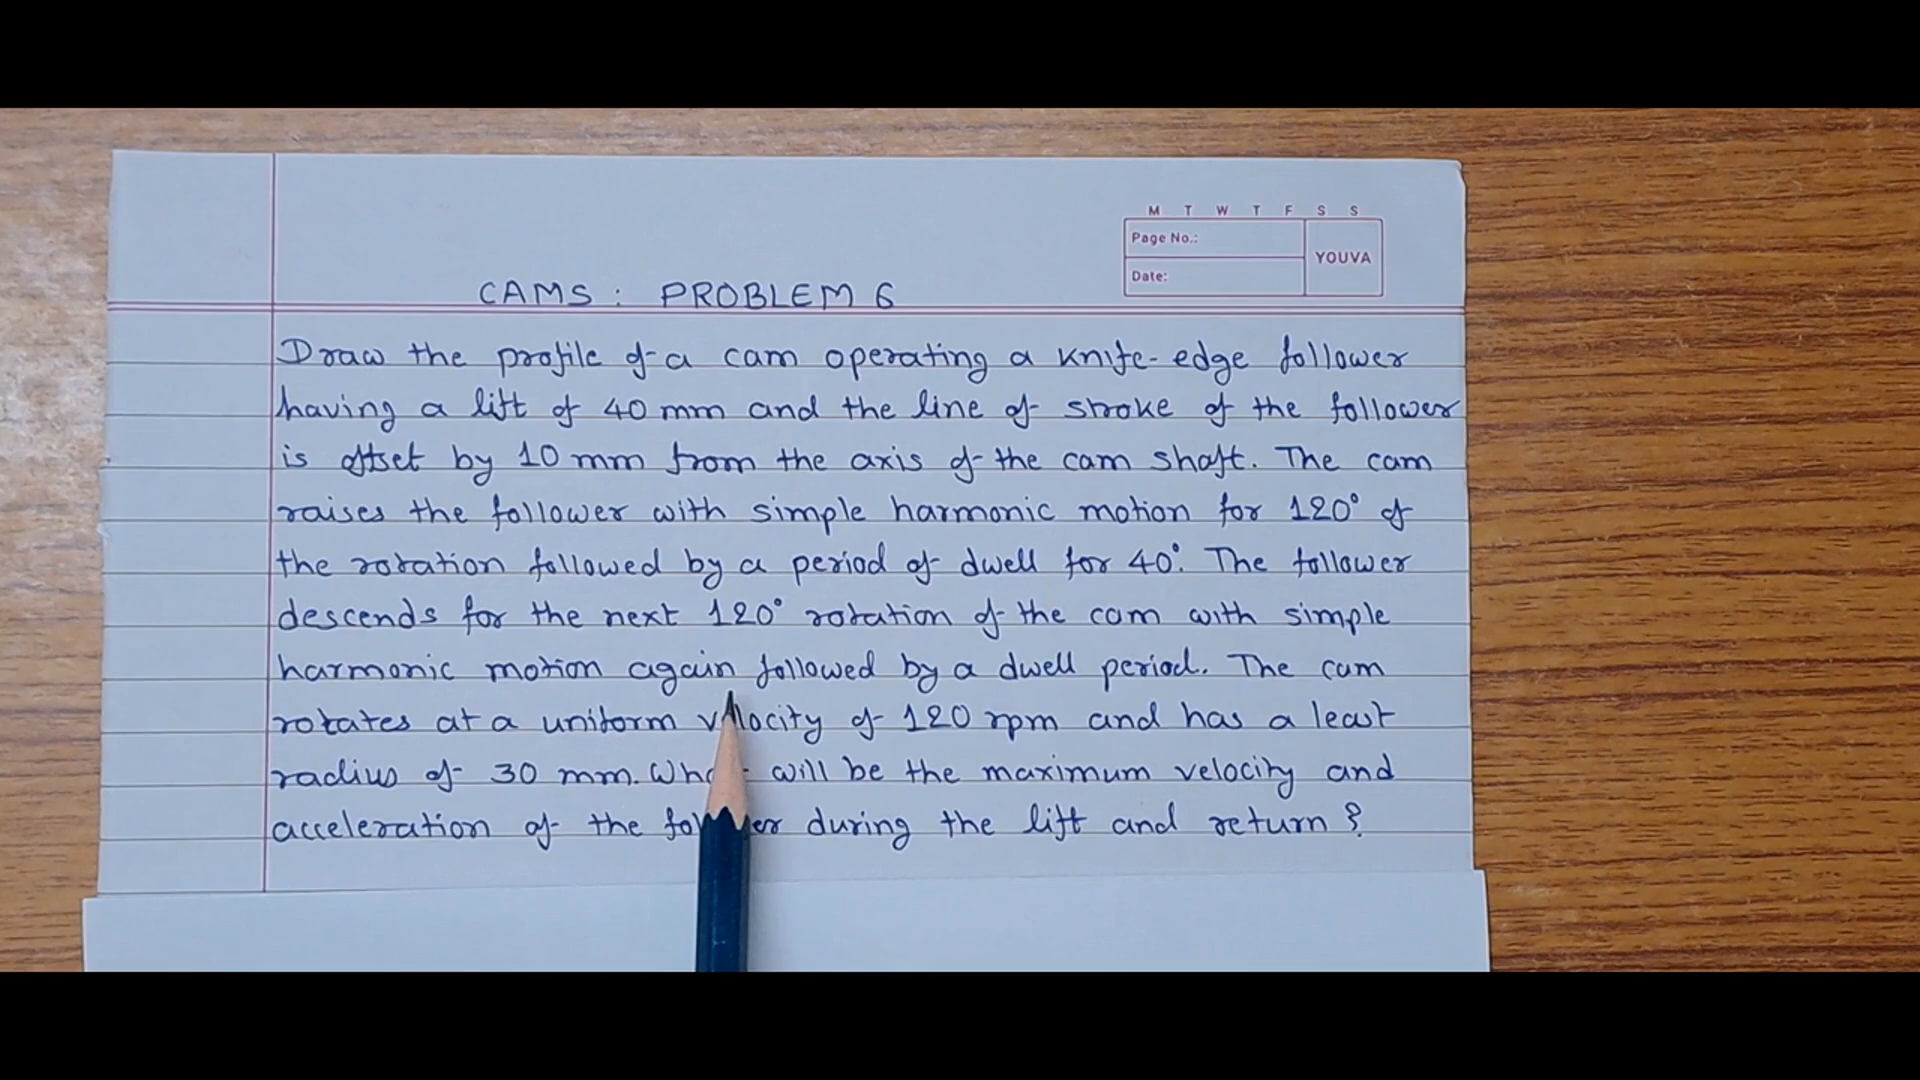 M T W T F S S
Page No.:
YOUVA
Date:
CAMS : PROBLEM 6
Draw the profile of a cam operating a knife-edge follower
having a lift of 40 mm and the line of stroke of the follower
is offset by 10 mm from the axis of the cam shaft. The cam
raises the follower with simple harmonic motion for 120° of
the rotation followed by a period of dwell for 40°. The follower
descends for the next 120° rotation of the cam with simple
harmonic motion again followed by a dwell period. The cam
rotates at a uniform velocity of 120 rpm and has a least
radius of 30 mm. What will be the maximum velocity and
acceleration of the follower during the lift and return ?